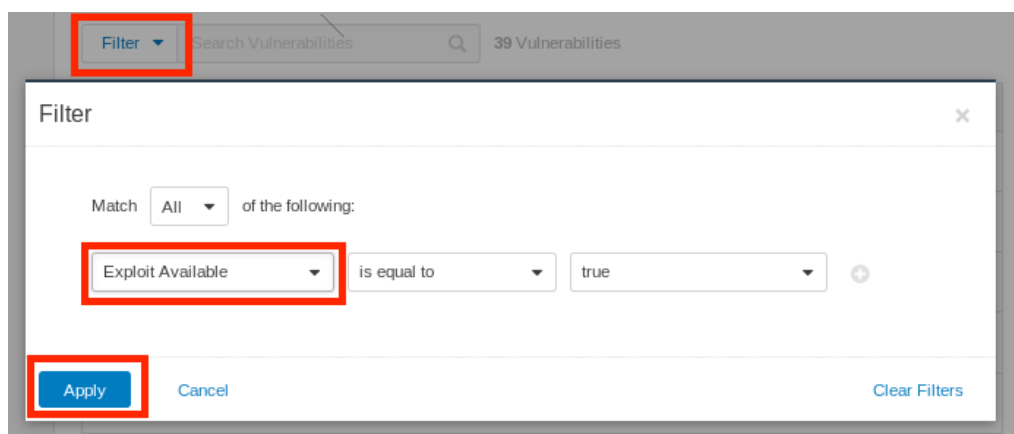 Filter Search Vulnerabilities 39 Vulnerabilities
Filter
Match All of the following:
Exploit Available is equal to true
Apply Cancel Clear Filters